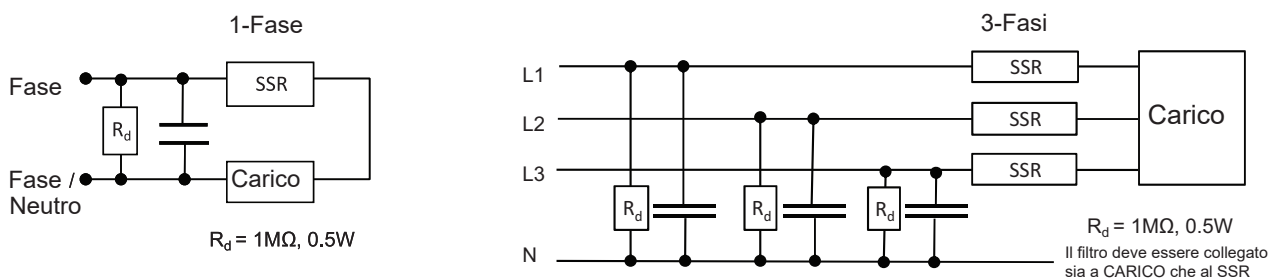 1-Fase
Fase
SSR
Rd
Fase /
Neutro
Carico
Rd = 1MΩ, 0.5W
3-Fasi
L1
SSR
L2
SSR
Carico
L3
SSR
Rd
Rd
Rd
N
Rd = 1MΩ, 0.5W
Il filtro deve essere collegato
sia a CARICO che al SSR